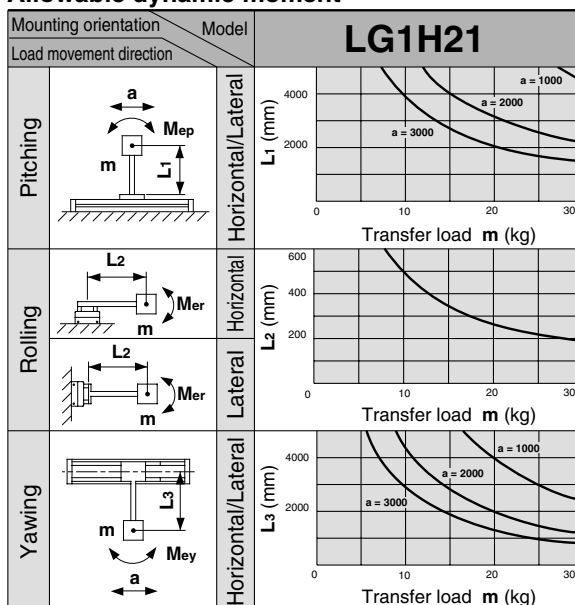 Allowable dynamic moment
Mounting orientation
Model
Load movement direction
LG1H21
Pitching
a
Mep
m
L1
Horizontal/Lateral
L1 (mm)
4000
2000
a = 1000
a = 2000
a = 3000
0 10 20 30
Transfer load m (kg)
Rolling
L2
Mer
m
Horizontal
L2
Mer
m
Lateral
L2 (mm)
600
400
200
0 10 20 30
Transfer load m (kg)
Yawing
L3
m
Mey
a
Horizontal/Lateral
L3 (mm)
4000
2000
a = 1000
a = 2000
a = 3000
0 10 20 30
Transfer load m (kg)